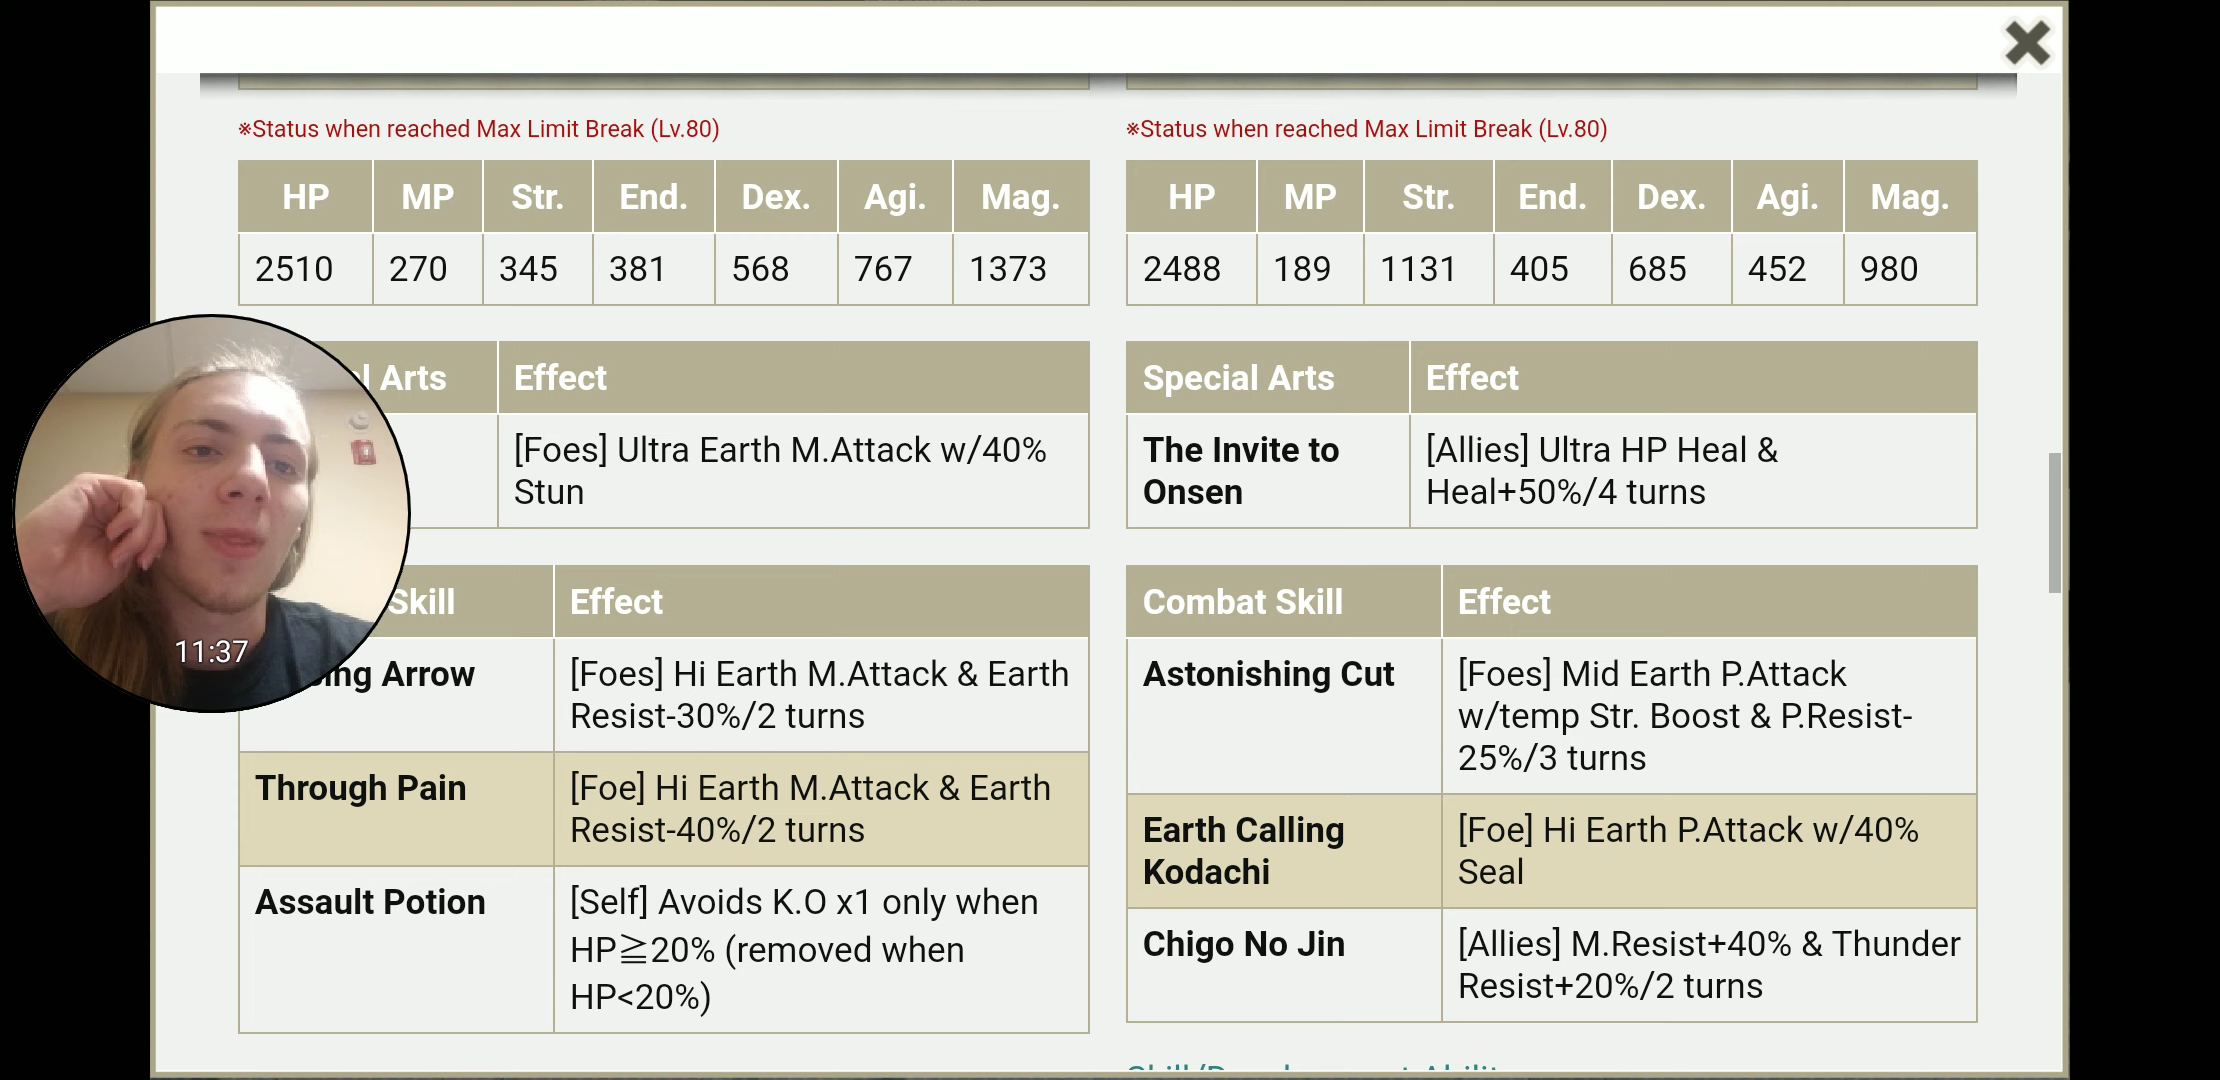 ※Status when reached Max Limit Break (Lv.80)
HP MP Str. End. Dex. Agi. Mag.
2510 270 345 381 568 767 1373
Arts Effect
[Foes] Ultra Earth M.Attack w/40%
Stun
Skill Effect
Arrow [Foes] Hi Earth M.Attack & Earth
Resist-30%/2 turns
Through Pain [Foe] Hi Earth M.Attack & Earth
Resist-40%/2 turns
Assault Potion [Self] Avoids K.O x1 only when
HP≧20% (removed when
HP<20%)
11:37
※Status when reached Max Limit Break (Lv.80)
HP MP Str. End. Dex. Agi. Mag.
2488 189 1131 405 685 452 980
Special Arts Effect
The Invite to [Allies] Ultra HP Heal &
Onsen Heal+50%/4 turns
Combat Skill Effect
Astonishing Cut [Foes] Mid Earth P.Attack
w/temp Str. Boost & P.Resist-
25%/3 turns
Earth Calling [Foe] Hi Earth P.Attack w/40%
Kodachi Seal
Chigo No Jin [Allies] M.Resist+40% & Thunder
Resist+20%/2 turns